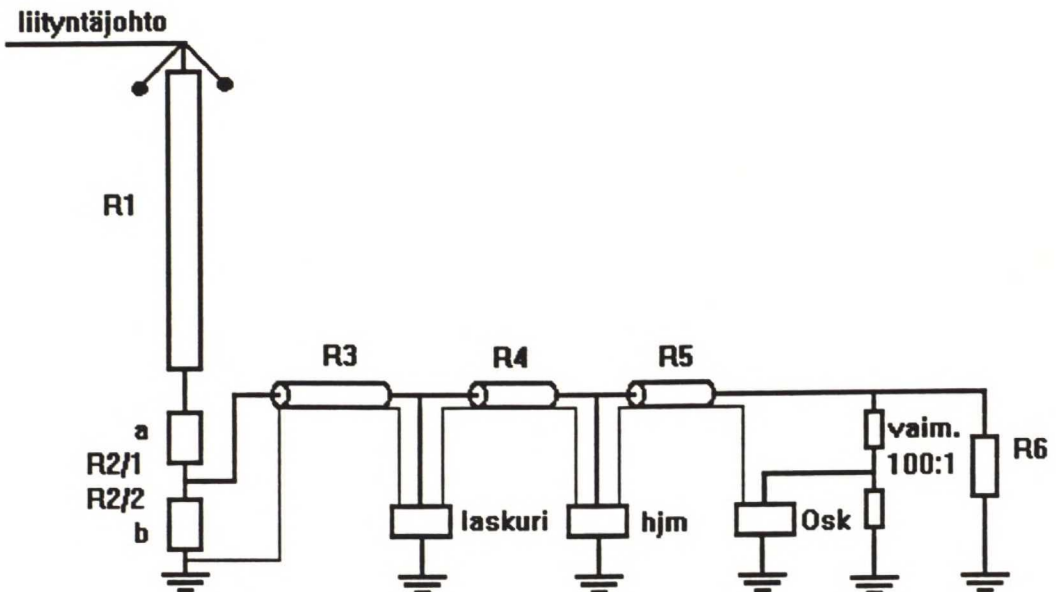 liityntäjohto
R1
R3
R4
R5
a
R2/1
R2/2
b
laskuri
hjm
Osk
vaim.
100:1
R6